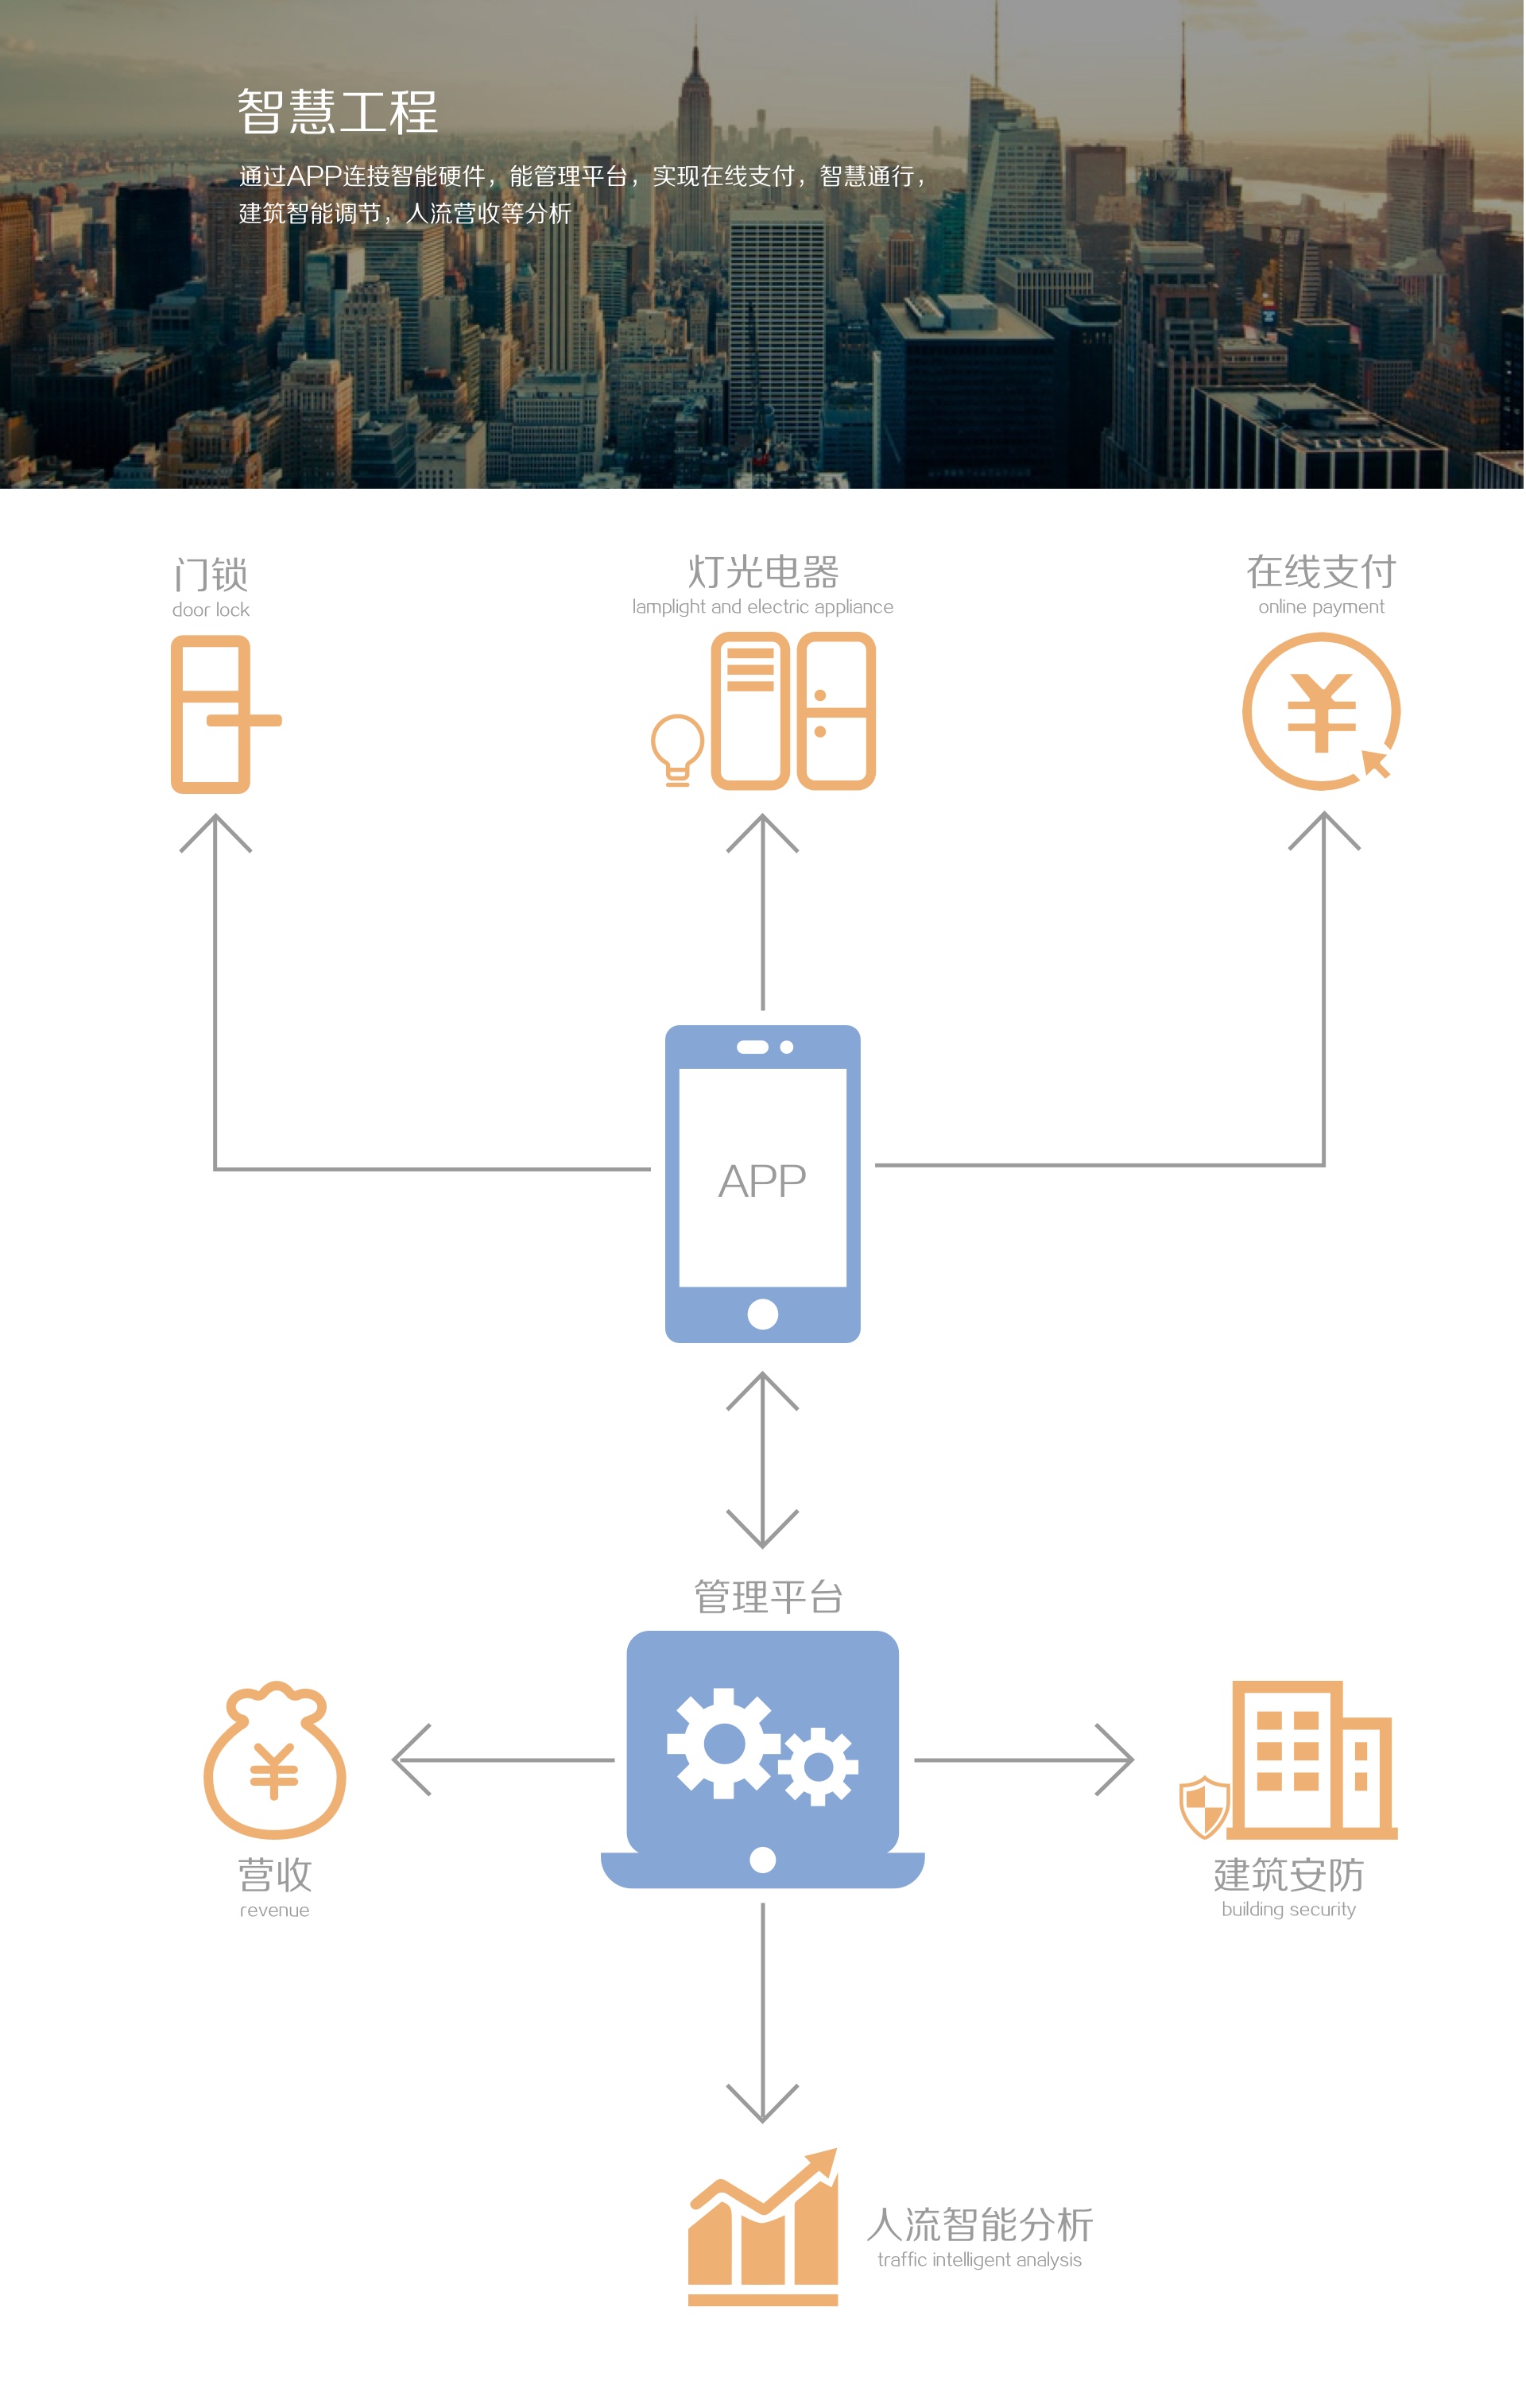 智慧工程
通过APP连接智能硬件，能管理平台，实现在线支付，智慧通行，
建筑智能调节，人流营收等分析
门锁
door lock
灯光电器
lamplight and electric appliance
在线支付
online payment
¥
APP
管理平台
¥
营收
revenue
建筑安防
building security
人流智能分析
traffic intelligent analysis